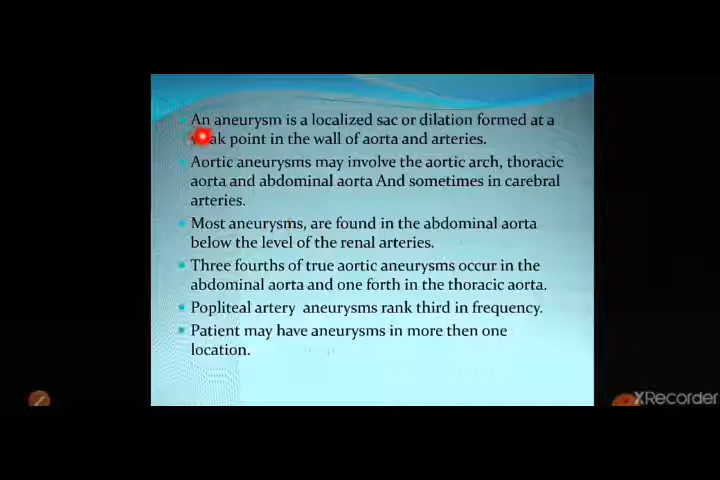 An aneurysm is a localized sac or dilation formed at a
weak point in the wall of aorta and arteries.
Aortic aneurysms may involve the aortic arch, thoracic
aorta and abdominal aorta And sometimes in carebral
arteries.
Most aneurysms, are found in the abdominal aorta
below the level of the renal arteries.
Three fourths of true aortic aneurysms occur in the
abdominal aorta and one forth in the thoracic aorta.
Popliteal artery aneurysms rank third in frequency.
Patient may have aneurysms in more then one
location.
XRecorder